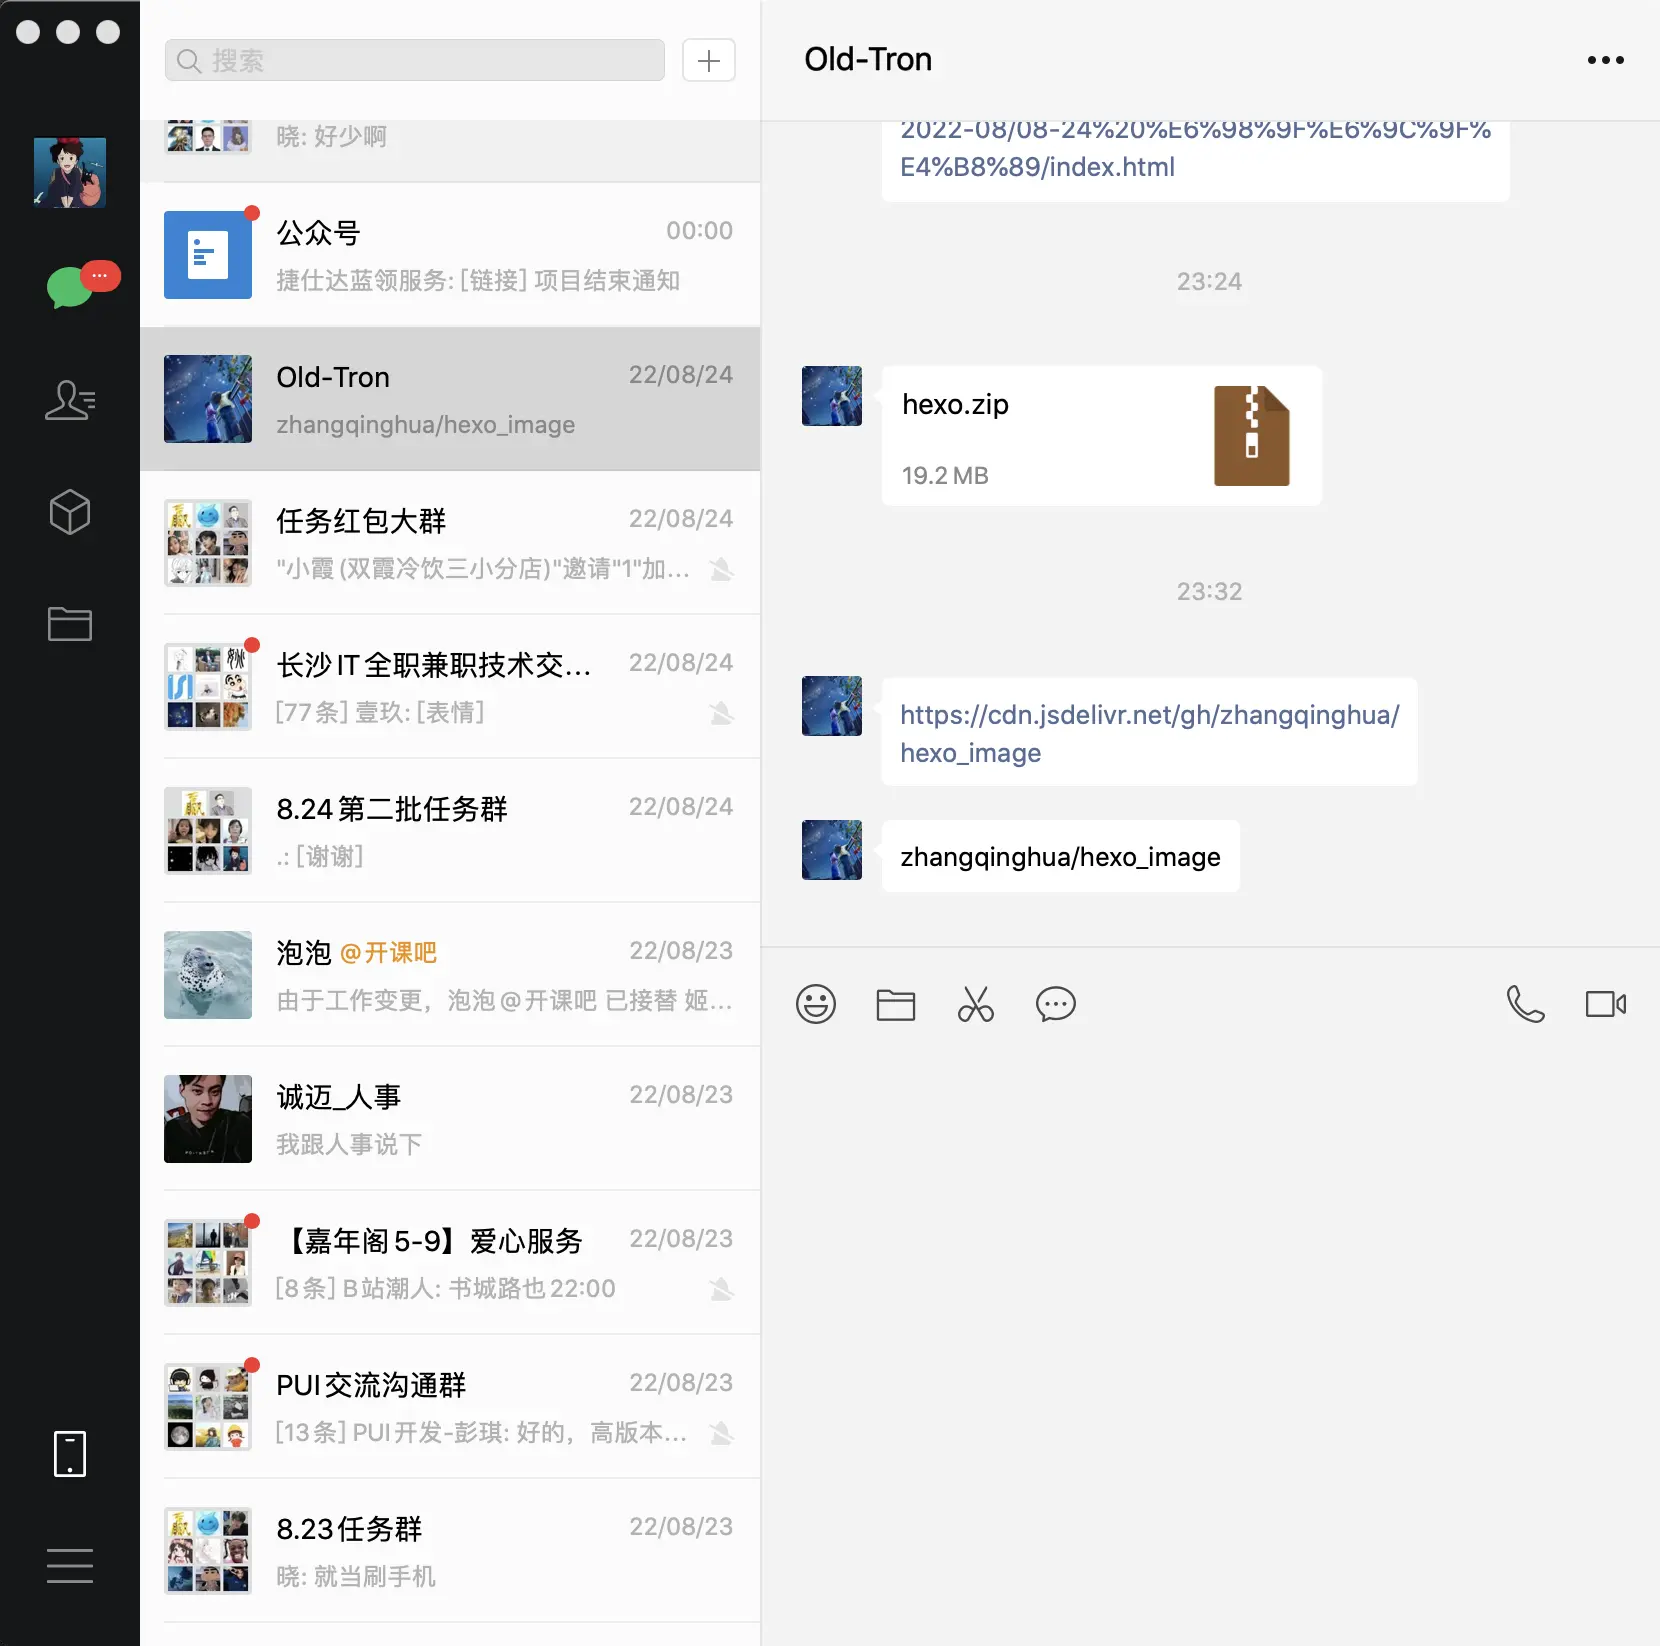 搜索
晓: 好少啊
公众号 00:00
捷仕达蓝领服务: [链接] 项目结束通知
Old-Tron 22/08/24
zhangqinghua/hexo_image
任务红包大群 22/08/24
"小霞 (双霞冷饮三小分店)"邀请"1"加...
长沙IT全职兼职技术交... 22/08/24
[77条] 壹玖: [表情]
8.24第二批任务群 22/08/24
.: [谢谢]
泡泡 @开课吧 22/08/23
由于工作变更，泡泡@开课吧 已接替 姬...
诚迈_人事 22/08/23
我跟人事说下
【嘉年阁5-9】爱心服务 22/08/23
[8条] B站潮人: 书城路也22:00
PUI交流沟通群 22/08/23
[13条] PUI开发-彭琪: 好的，高版本...
8.23任务群 22/08/23
晓: 就当刷手机
Old-Tron
2022-08/08-24%20%E6%98%9F%E6%9C%9F%
E4%B8%89/index.html
23:24
hexo.zip
19.2 MB
23:32
https://cdn.jsdelivr.net/gh/zhangqinghua/
hexo_image
zhangqinghua/hexo_image